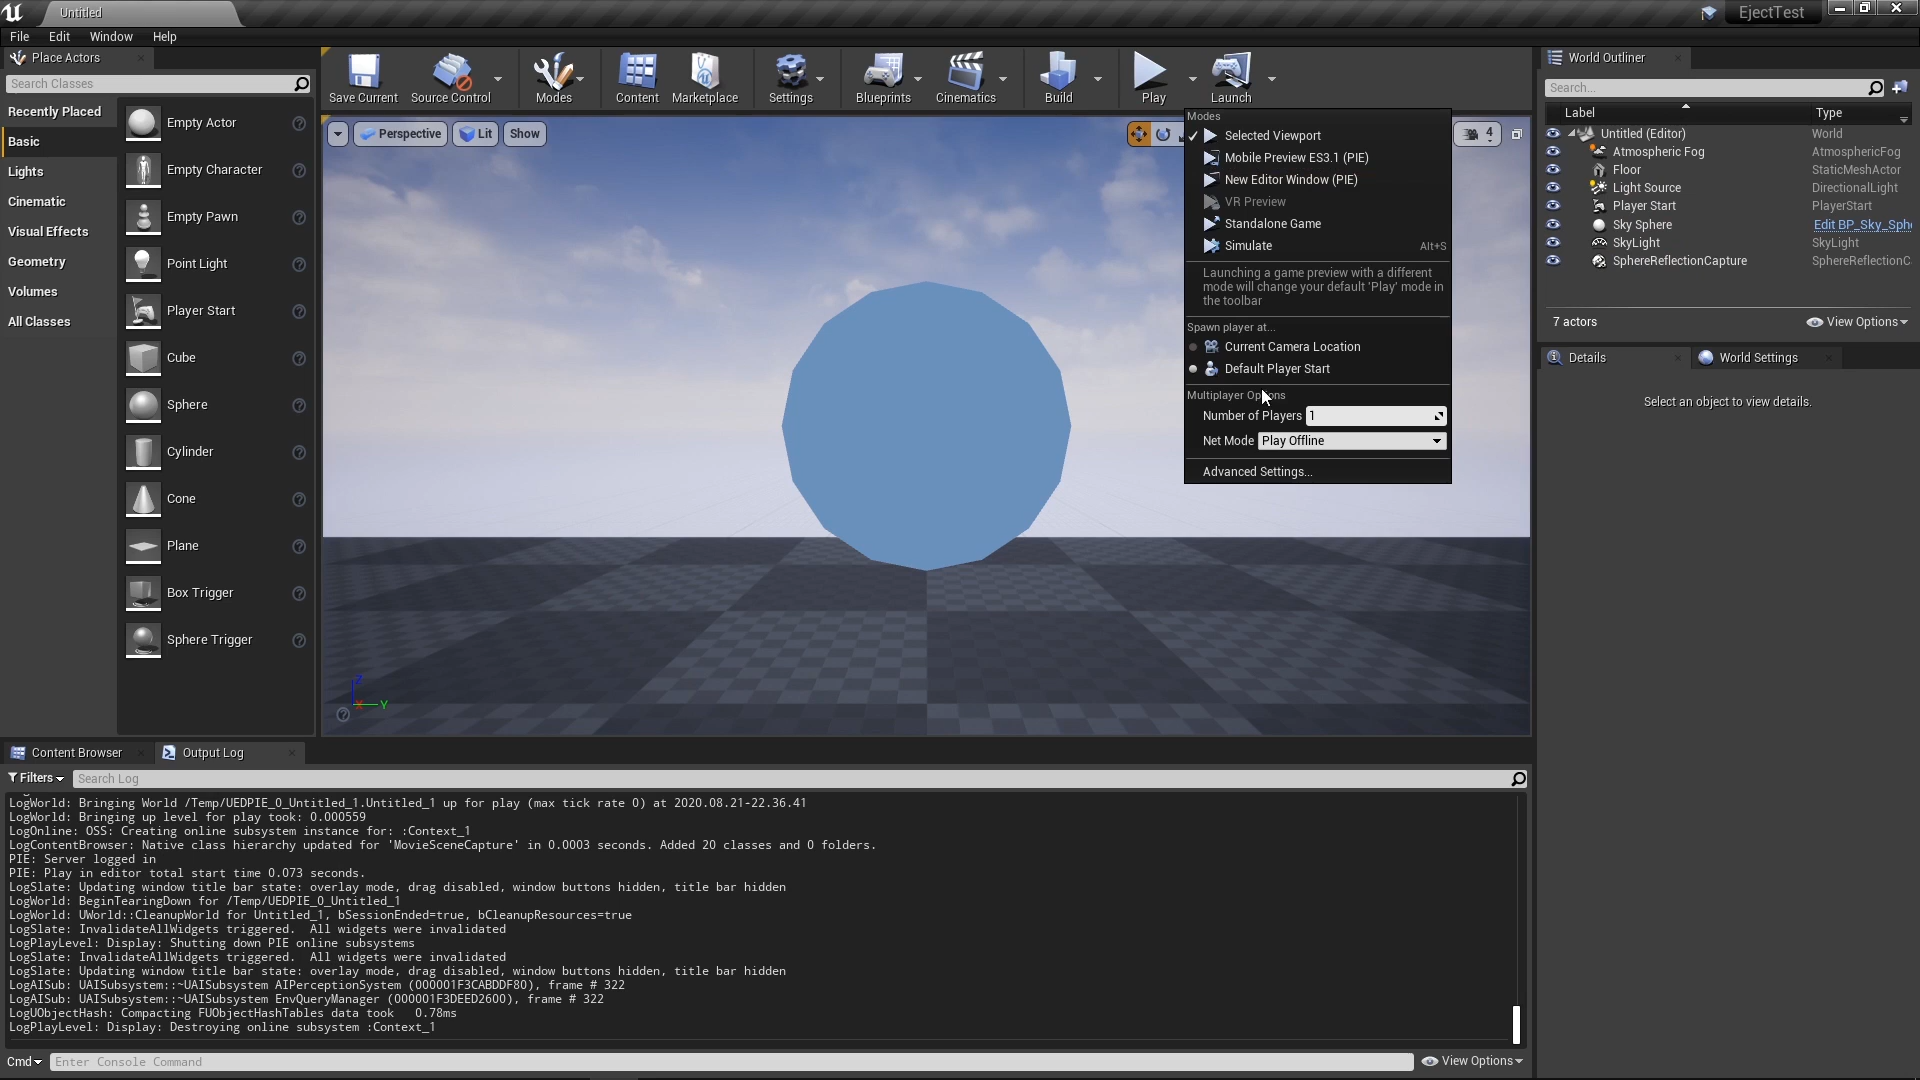 Untitled
EjectTest
File Edit Window Help
Place Actors
Search Classes
Recently Placed
Basic
Lights
Cinematic
Visual Effects
Geometry
Volumes
All Classes
Empty Actor
Empty Character
Empty Pawn
Point Light
Player Start
Cube
Sphere
Cylinder
Cone
Plane
Box Trigger
Sphere Trigger
Save Current
Source Control
Modes
Content
Marketplace
Settings
Blueprints
Cinematics
Build
Play
Launch
Perspective
Lit
Show
4
Modes
Selected Viewport
Mobile Preview ES3.1 (PIE)
New Editor Window (PIE)
VR Preview
Standalone Game
Simulate Alt+S
Launching a game preview with a different
mode will change your default 'Play' mode in
the toolbar
Spawn player at...
Current Camera Location
Default Player Start
Multiplayer Options
Number of Players 1
Net Mode Play Offline
Advanced Settings...
Z
X Y
World Outliner
Search...
Label Type
Untitled (Editor) World
Atmospheric Fog AtmosphericFog
Floor StaticMeshActor
Light Source DirectionalLight
Player Start PlayerStart
Sky Sphere Edit BP_Sky_Sph
SkyLight SkyLight
SphereReflectionCapture SphereReflectionC
7 actors
View Options
Details
World Settings
Select an object to view details.
Content Browser
Output Log
Filters
Search Log
LogWorld: Bringing World /Temp/UEDPIE_0_Untitled_1.Untitled_1 up for play (max tick rate 0) at 2020.08.21-22.36.41
LogWorld: Bringing up level for play took: 0.000559
LogOnline: OSS: Creating online subsystem instance for: :Context_1
LogContentBrowser: Native class hierarchy updated for 'MovieSceneCapture' in 0.0003 seconds. Added 20 classes and 0 folders.
PIE: Server logged in
PIE: Play in editor total start time 0.073 seconds.
LogSlate: Updating window title bar state: overlay mode, drag disabled, window buttons hidden, title bar hidden
LogWorld: BeginTearingDown for /Temp/UEDPIE_0_Untitled_1
LogWorld: UWorld::CleanupWorld for Untitled_1, bSessionEnded=true, bCleanupResources=true
LogSlate: InvalidateAllWidgets triggered.  All widgets were invalidated
LogPlayLevel: Display: Shutting down PIE online subsystems
LogSlate: InvalidateAllWidgets triggered.  All widgets were invalidated
LogSlate: Updating window title bar state: overlay mode, drag disabled, window buttons hidden, title bar hidden
LogAISub: UAISubsystem::~UAISubsystem AIPerceptionSystem (000001F3CABDDF80), frame # 322
LogAISub: UAISubsystem::~UAISubsystem EnvQueryManager (000001F3DEED2600), frame # 322
LogUObjectHash: Compacting FUObjectHashTables data took   0.78ms
LogPlayLevel: Display: Destroying online subsystem :Context_1
Cmd
Enter Console Command
View Options